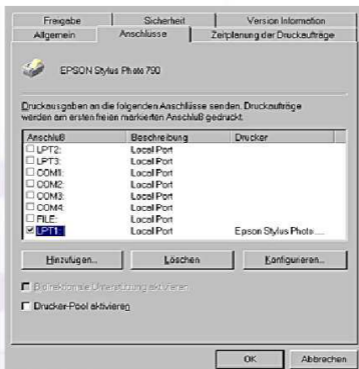 Freigabe Sicherheit Version Information
Allgemein Anschlüsse Zeitplanung der Druckaufträge
EPSON Stylus Photo 790
Druckausgaben an die folgenden Anschlüsse senden. Druckaufträge
werden am ersten freien markierten Anschluß gedruckt.
Anschluß Beschreibung Drucker
LPT2: Local Port
LPT3: Local Port
COM1: Local Port
COM2: Local Port
COM3: Local Port
COM4: Local Port
FILE: Local Port
LPT1: Local Port Epson Stylus Photo ....
Hinzufügen... Löschen Konfigurieren...
Bidirektionale Unterstützung aktivieren
Drucker-Pool aktivieren
OK Abbrechen